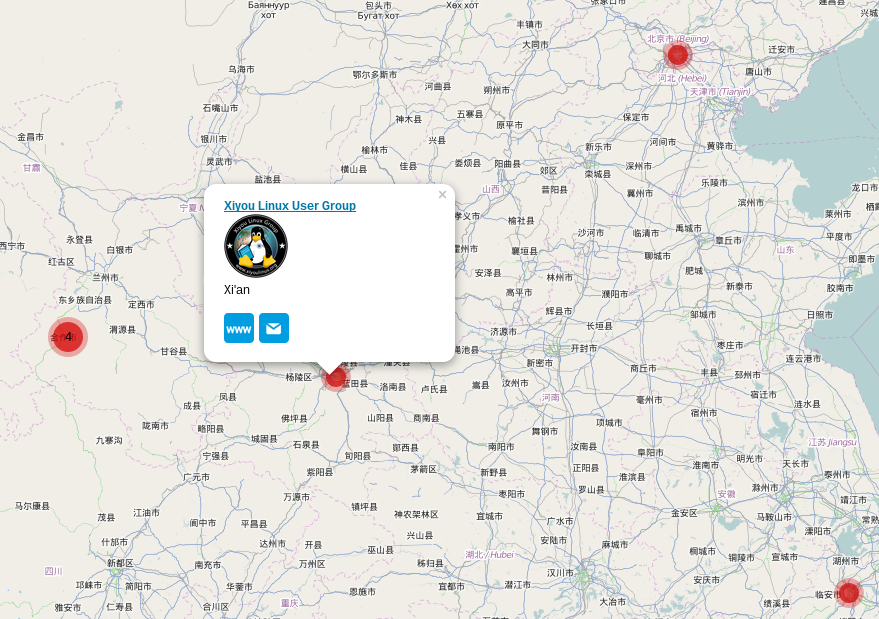 Баяннуур
хот
包头市
Бугат хот
Хөх хот
丰镇市
大同市
张家口市
北京市 (Beijing)
河北 (Hebei)
天津市 (Tianjin)
迁安市
唐山市
建昌县
兴城
乌海市
鄂尔多斯市
河曲县
朔州市
石嘴山市
神木县
五寨县
原平市
保定市
金昌市
银川市
兴县
新乐市
河间市
黄骅市
灵武市
榆林市
甘肃
盐池县
横山县
佳县
娄烦县
阳曲县
郊区
栾城县
深州市
山西
昔阳县
冀州市
乐陵市
龙口市
Xiyou Linux User Group
Xiyou Linux Group
www.xiyoulinux.org
Xi'an
www
×
孝义市
榆社县
滨州市
莱州市
沙河市
临清市
禹城市
章丘市
平度市
永登县
白银市
霍州市
襄垣县
聊城市
山东
即墨市
红古区
兰州市
安泽县
林州市
肥城市
新泰市
胶南市
东乡族自治县
定西市
高平市
濮阳市
邹城市
日照市
渭源县
4
甘谷县
济源市
辉县市
长垣县
枣庄市
渑池县
开封市
连云港市
新密市
商丘市
丰县
邳州市
杨陵区
蓝田县
洛南县
卢氏县
嵩县
汝州市
宿迁市
凤县
河南
亳州市
涟水县
成县
宿州市
佛坪县
山阳县
商南县
项城市
陇南市
略阳县
舞钢市
江苏 Jiangsu
九寨沟
城固县
石泉县
郧西县
南阳市
汝南县
阜阳市
宁强县
旬阳县
明光市
天长市
紫阳县
茅箭区
新野县
正阳县
淮南市
泰州市
广元市
淮滨县
万源市
枣阳市
罗山县
滁州市
安徽
靖江市
马尔康县
镇坪县
神农架林区
宜城市
金安区
马鞍山市
茂县
江油市
阆中市
平昌县
广水市
常熟
溧阳市
什邡市
达州市
开县
兴山县
安陆市
麻城市
桐城市
铜陵市
宣城市
巫山县
湖北 / Hubei
湖州市
四川
新都区
南充市
万州区
秭归县
汉川市
安庆市
邛崃市
简阳市
华蓥市
恩施市
宜都市
潜江市
临安市
雅安市
仁寿县
合川区
重庆
大冶市
绩溪县